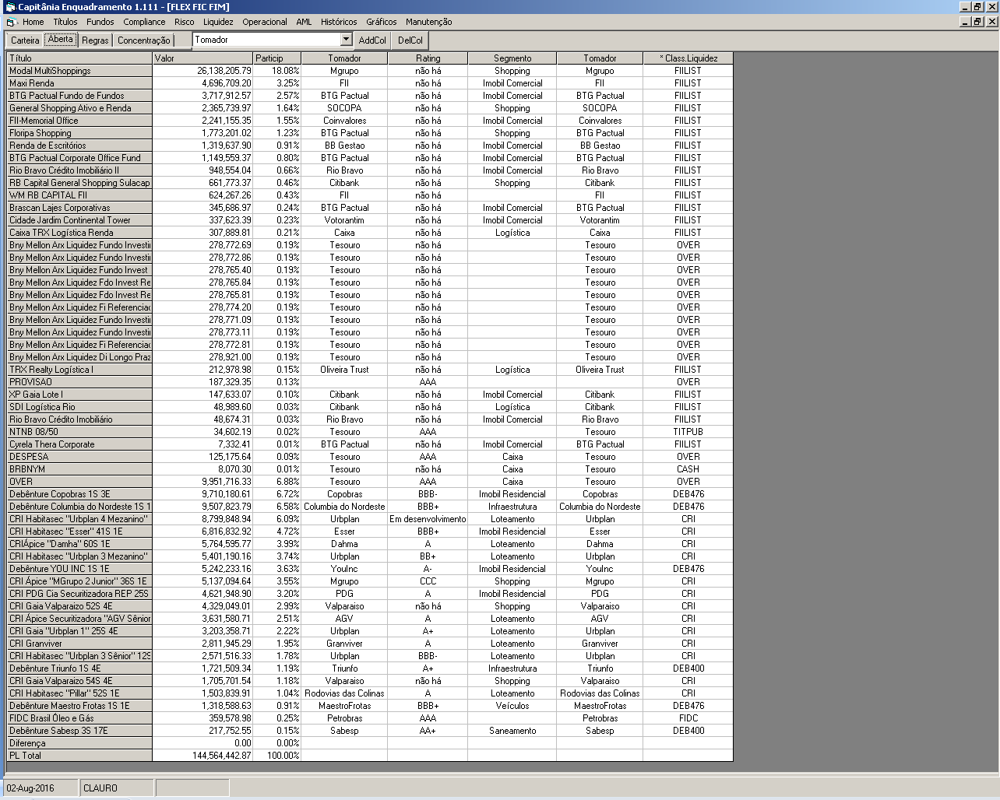 Capitânia Enquadramento 1.111 - [FLEX FIC FIM]
Home Títulos Fundos Compliance Risco Liquidez Operacional AML Históricos Gráficos Manutenção
Carteira Aberta Regras Concentração Tomador AddCol DelCol
Título Valor Particip Tomador Rating Segmento Tomador * Class.Liquidez
Modal MultiShoppings 26,138,205.79 18.08% Mgrupo não há Shopping Mgrupo FIILIST
Maxi Renda 4,696,709.20 3.25% FII não há Imobil Comercial FII FIILIST
BTG Pactual Fundo de Fundos 3,717,912.57 2.57% BTG Pactual não há Imobil Comercial BTG Pactual FIILIST
General Shopping Ativo e Renda 2,365,739.97 1.64% SOCOPA não há Shopping SOCOPA FIILIST
FII-Memorial Office 2,241,155.35 1.55% Coinvalores não há Imobil Comercial Coinvalores FIILIST
Floripa Shopping 1,773,201.02 1.23% BTG Pactual não há Shopping BTG Pactual FIILIST
Renda de Escritórios 1,319,637.90 0.91% BB Gestao não há Imobil Comercial BB Gestao FIILIST
BTG Pactual Corporate Office Fund 1,149,559.37 0.80% BTG Pactual não há Imobil Comercial BTG Pactual FIILIST
Rio Bravo Crédito Imobiliário II 948,554.04 0.66% Rio Bravo não há Imobil Comercial Rio Bravo FIILIST
RB Capital General Shopping Sulacap 661,773.37 0.46% Citibank não há Shopping Citibank FIILIST
WM RB CAPITAL FII 624,267.26 0.43% FII não há FII FIILIST
Brascan Lajes Corporativas 345,686.97 0.24% BTG Pactual não há Imobil Comercial BTG Pactual FIILIST
Cidade Jardim Continental Tower 337,623.39 0.23% Votorantim não há Imobil Comercial Votorantim FIILIST
Caixa TRX Logística Renda 307,889.81 0.21% Caixa não há Logística Caixa FIILIST
Bny Mellon Arx Liquidez Fundo Investin 278,772.69 0.19% Tesouro não há Tesouro OVER
Bny Mellon Arx Liquidez Fundo Investin 278,772.86 0.19% Tesouro não há Tesouro OVER
Bny Mellon Arx Liquidez Fundo Invest 278,765.40 0.19% Tesouro não há Tesouro OVER
Bny Mellon Arx Liquidez Fdo Invest Re 278,765.84 0.19% Tesouro não há Tesouro OVER
Bny Mellon Arx Liquidez Fdo Invest Re 278,765.81 0.19% Tesouro não há Tesouro OVER
Bny Mellon Arx Liquidez Fi Referenciac 278,774.20 0.19% Tesouro não há Tesouro OVER
Bny Mellon Arx Liquidez Fundo Investin 278,771.09 0.19% Tesouro não há Tesouro OVER
Bny Mellon Arx Liquidez Fundo Investin 278,773.11 0.19% Tesouro não há Tesouro OVER
Bny Mellon Arx Liquidez Fi Referenciac 278,772.81 0.19% Tesouro não há Tesouro OVER
Bny Mellon Arx Liquidez Di Longo Praz 278,921.00 0.19% Tesouro não há Tesouro OVER
TRX Realty Logística I 212,978.98 0.15% Oliveira Trust não há Logística Oliveira Trust FIILIST
PROVISAO 187,329.35 0.13% AAA OVER
XP Gaia Lote I 147,633.07 0.10% Citibank não há Imobil Comercial Citibank FIILIST
SDI Logística Rio 48,989.60 0.03% Citibank não há Logística Citibank FIILIST
Rio Bravo Crédito Imobiliário 48,674.31 0.03% Rio Bravo não há Imobil Comercial Rio Bravo FIILIST
NTNB 08/50 34,602.19 0.02% Tesouro AAA Tesouro TITPUB
Cyrela Thera Corporate 7,332.41 0.01% BTG Pactual não há Imobil Comercial BTG Pactual FIILIST
DESPESA 125,175.64 0.09% Tesouro AAA Caixa Tesouro OVER
BRBNYM 8,070.30 0.01% Tesouro não há Caixa Tesouro CASH
OVER 9,951,716.33 6.88% Tesouro AAA Caixa Tesouro OVER
Debênture Copobras 1S 3E 9,710,180.61 6.72% Copobras BBB- Imobil Residencial Copobras DEB476
Debênture Columbia do Nordeste 1S 1 9,507,823.79 6.58% Columbia do Nordeste BBB+ Infraestrutura Columbia do Nordeste DEB476
CRI Habitasec "Urbplan 4 Mezanino" 8,799,848.94 6.09% Urbplan Em desenvolvimento Loteamento Urbplan CRI
CRI Habitasec "Esser" 41S 1E 6,816,832.92 4.72% Esser BBB+ Imobil Residencial Esser CRI
CRIÁpice "Damha" 60S 1E 5,764,595.77 3.99% Dahma A Loteamento Dahma CRI
CRI Habitasec "Urbplan 3 Mezanino" 5,401,190.16 3.74% Urbplan BB+ Loteamento Urbplan CRI
Debênture YOU INC 1S 1E 5,242,233.16 3.63% YouInc A- Imobil Residencial YouInc DEB476
CRI Ápice "MGrupo 2 Junior" 36S 1E 5,137,094.64 3.55% Mgrupo CCC Shopping Mgrupo CRI
CRI PDG Cia Securitizadora REP 25S 4,621,948.90 3.20% PDG A Imobil Residencial PDG CRI
CRI Gaia Valparaizo 52S 4E 4,329,049.01 2.99% Valparaiso não há Shopping Valparaiso CRI
CRI Ápice Securitizadora "AGV Sênior 3,631,580.71 2.51% AGV A Loteamento AGV CRI
CRI Gaia "Urbplan 1" 25S 4E 3,203,358.71 2.22% Urbplan A+ Loteamento Urbplan CRI
CRI Granviver 2,811,945.29 1.95% Granviver A Loteamento Granviver CRI
CRI Habitasec "Urbplan 3 Sênior" 12S 2,571,516.33 1.78% Urbplan BBB- Loteamento Urbplan CRI
Debênture Triunfo 1S 4E 1,721,509.34 1.19% Triunfo A+ Infraestrutura Triunfo DEB400
CRI Gaia Valparaizo 54S 4E 1,705,701.54 1.18% Valparaiso não há Shopping Valparaiso CRI
CRI Habitasec "Pillar" 52S 1E 1,503,839.91 1.04% Rodovias das Colinas A Loteamento Rodovias das Colinas CRI
Debênture Maestro Frotas 1S 1E 1,318,588.63 0.91% MaestroFrotas BBB+ Veículos MaestroFrotas DEB476
FIDC Brasil Óleo e Gás 359,578.98 0.25% Petrobras AAA Petrobras FIDC
Debênture Sabesp 3S 17E 217,752.55 0.15% Sabesp AA+ Saneamento Sabesp DEB400
Diferença 0.00 0.00%
PL Total 144,564,442.87 100.00%
02-Aug-2016 CLAURO